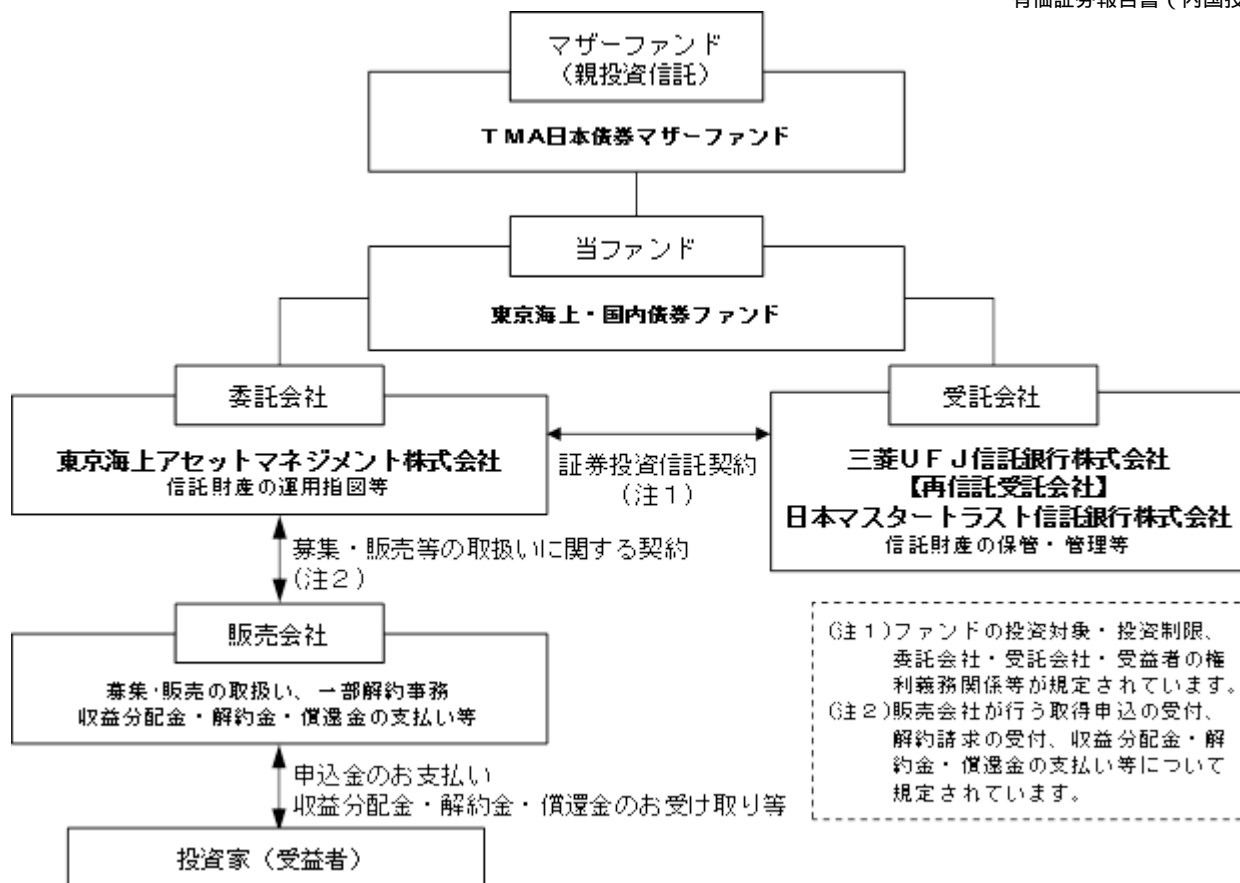 有価証券報告書（内国投
マザーファンド
（親投資信託）
ＴＭＡ日本債券マザーファンド
当ファンド
東京海上・国内債券ファンド
委託会社
東京海上アセットマネジメント株式会社
信託財産の運用指図等
証券投資信託契約
（注１）
受託会社
三菱ＵＦＪ信託銀行株式会社
【再信託受託会社】
日本マスタートラスト信託銀行株式会社
信託財産の保管・管理等
募集・販売等の取扱いに関する契約
（注２）
販売会社
募集・販売の取扱い、一部解約事務
収益分配金・解約金・償還金の支払い等
申込金のお支払い
収益分配金・解約金・償還金のお受け取り等
投資家（受益者）
（注１）ファンドの投資対象・投資制限、
委託会社・受託会社・受益者の権
利義務関係等が規定されています。
（注２）販売会社が行う取得申込の受付、
解約請求の受付、収益分配金・解
約金・償還金の支払い等について
規定されています。